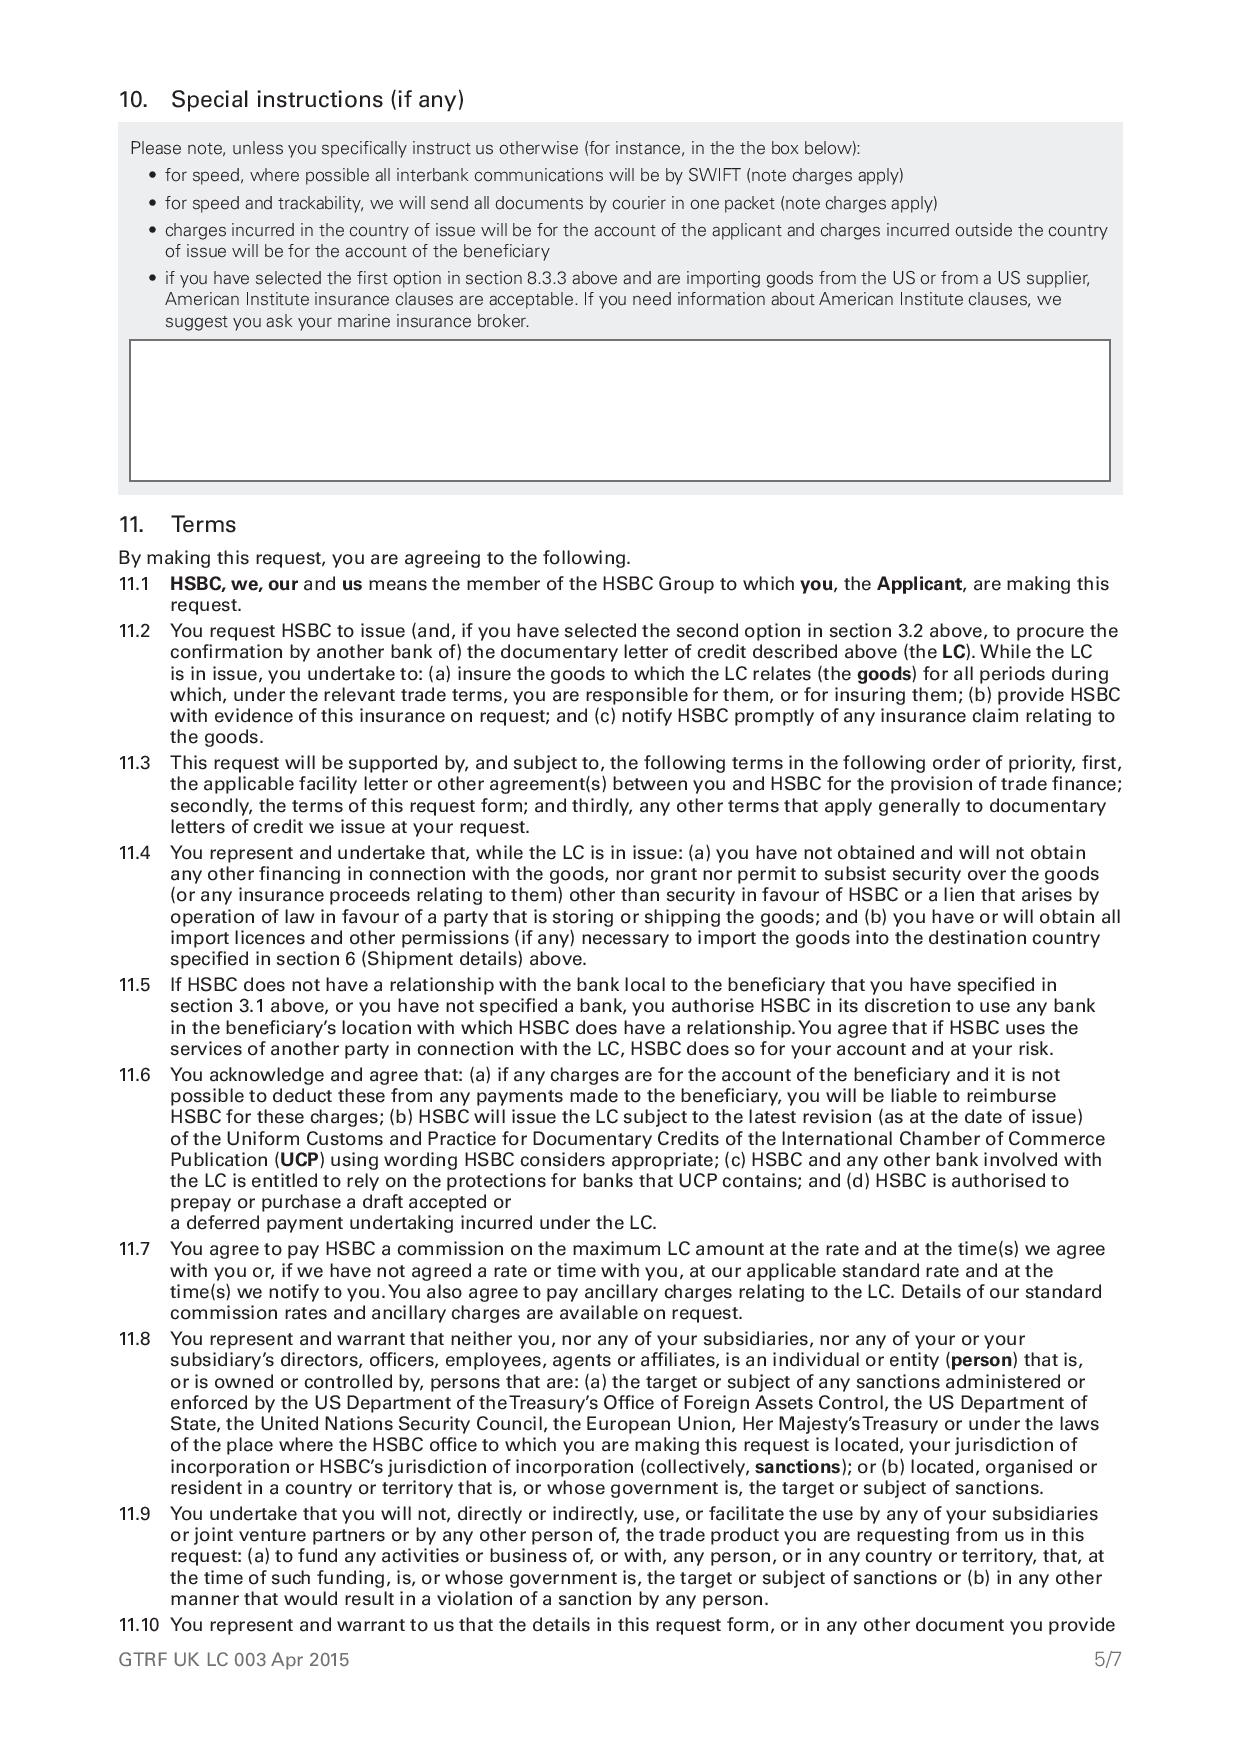 10. Special instructions (if any)
Please note, unless you specifically instruct us otherwise (for instance, in the the box below):
• for speed, where possible all interbank communications will be by SWIFT (note charges apply)
• for speed and trackability, we will send all documents by courier in one packet (note charges apply)
• charges incurred in the country of issue will be for the account of the applicant and charges incurred outside the country
of issue will be for the account of the beneficiary
• if you have selected the first option in section 8.3.3 above and are importing goods from the US or from a US supplier,
American Institute insurance clauses are acceptable. If you need information about American Institute clauses, we
suggest you ask your marine insurance broker.
11. Terms
By making this request, you are agreeing to the following.
11.1 HSBC, we, our and us means the member of the HSBC Group to which you, the Applicant, are making this
request.
11.2 You request HSBC to issue (and, if you have selected the second option in section 3.2 above, to procure the
confirmation by another bank of) the documentary letter of credit described above (the LC). While the LC
is in issue, you undertake to: (a) insure the goods to which the LC relates (the goods) for all periods during
which, under the relevant trade terms, you are responsible for them, or for insuring them; (b) provide HSBC
with evidence of this insurance on request; and (c) notify HSBC promptly of any insurance claim relating to
the goods.
11.3 This request will be supported by, and subject to, the following terms in the following order of priority, first,
the applicable facility letter or other agreement(s) between you and HSBC for the provision of trade finance;
secondly, the terms of this request form; and thirdly, any other terms that apply generally to documentary
letters of credit we issue at your request.
11.4 You represent and undertake that, while the LC is in issue: (a) you have not obtained and will not obtain
any other financing in connection with the goods, nor grant nor permit to subsist security over the goods
(or any insurance proceeds relating to them) other than security in favour of HSBC or a lien that arises by
operation of law in favour of a party that is storing or shipping the goods; and (b) you have or will obtain all
import licences and other permissions (if any) necessary to import the goods into the destination country
specified in section 6 (Shipment details) above.
11.5 If HSBC does not have a relationship with the bank local to the beneficiary that you have specified in
section 3.1 above, or you have not specified a bank, you authorise HSBC in its discretion to use any bank
in the beneficiary's location with which HSBC does have a relationship. You agree that if HSBC uses the
services of another party in connection with the LC, HSBC does so for your account and at your risk.
11.6 You acknowledge and agree that: (a) if any charges are for the account of the beneficiary and it is not
possible to deduct these from any payments made to the beneficiary, you will be liable to reimburse
HSBC for these charges; (b) HSBC will issue the LC subject to the latest revision (as at the date of issue)
of the Uniform Customs and Practice for Documentary Credits of the International Chamber of Commerce
Publication (UCP) using wording HSBC considers appropriate; (c) HSBC and any other bank involved with
the LC is entitled to rely on the protections for banks that UCP contains; and (d) HSBC is authorised to
prepay or purchase a draft accepted or
a deferred payment undertaking incurred under the LC.
11.7 You agree to pay HSBC a commission on the maximum LC amount at the rate and at the time(s) we agree
with you or, if we have not agreed a rate or time with you, at our applicable standard rate and at the
time(s) we notify to you. You also agree to pay ancillary charges relating to the LC. Details of our standard
commission rates and ancillary charges are available on request.
11.8 You represent and warrant that neither you, nor any of your subsidiaries, nor any of your or your
subsidiary's directors, officers, employees, agents or affiliates, is an individual or entity (person) that is,
or is owned or controlled by, persons that are: (a) the target or subject of any sanctions administered or
enforced by the US Department of the Treasury's Office of Foreign Assets Control, the US Department of
State, the United Nations Security Council, the European Union, Her Majesty's Treasury or under the laws
of the place where the HSBC office to which you are making this request is located, your jurisdiction of
incorporation or HSBC's jurisdiction of incorporation (collectively, sanctions); or (b) located, organised or
resident in a country or territory that is, or whose government is, the target or subject of sanctions.
11.9 You undertake that you will not, directly or indirectly, use, or facilitate the use by any of your subsidiaries
or joint venture partners or by any other person of, the trade product you are requesting from us in this
request: (a) to fund any activities or business of, or with, any person, or in any country or territory, that, at
the time of such funding, is, or whose government is, the target or subject of sanctions or (b) in any other
manner that would result in a violation of a sanction by any person.
11.10 You represent and warrant to us that the details in this request form, or in any other document you provide
GTRF UK LC 003 Apr 2015 5/7